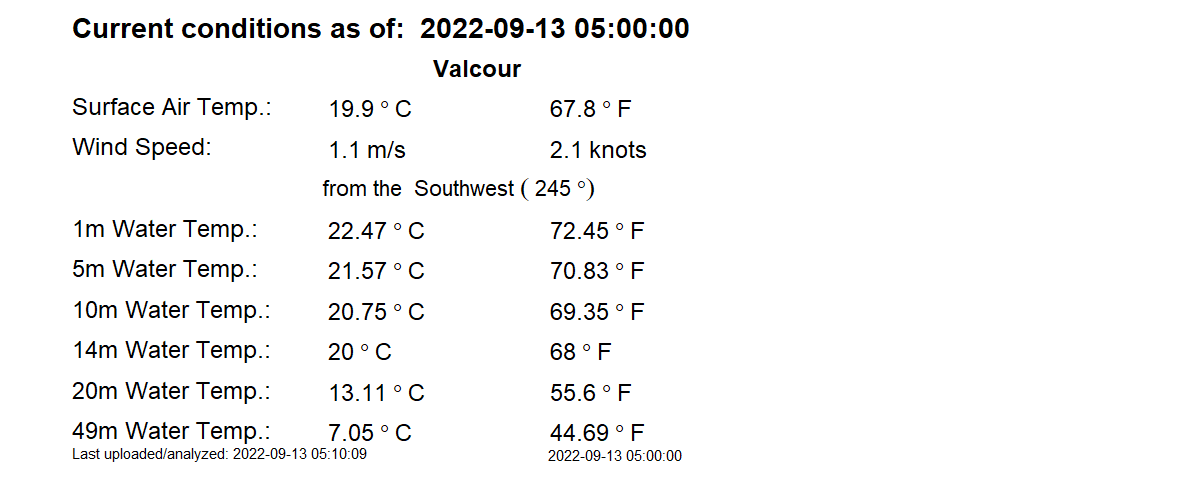 Current conditions as of: 2022-09-13 05:00:00
Valcour
Surface Air Temp.: 19.9 ° C 67.8 ° F
Wind Speed: 1.1 m/s 2.1 knots
from the Southwest ( 245 °)
1m Water Temp.: 22.47 ° C 72.45 ° F
5m Water Temp.: 21.57 ° C 70.83 ° F
10m Water Temp.: 20.75 ° C 69.35 ° F
14m Water Temp.: 20 ° C 68 ° F
20m Water Temp.: 13.11 ° C 55.6 ° F
49m Water Temp.: 7.05 ° C 44.69 ° F
Last uploaded/analyzed: 2022-09-13 05:10:09 2022-09-13 05:00:00